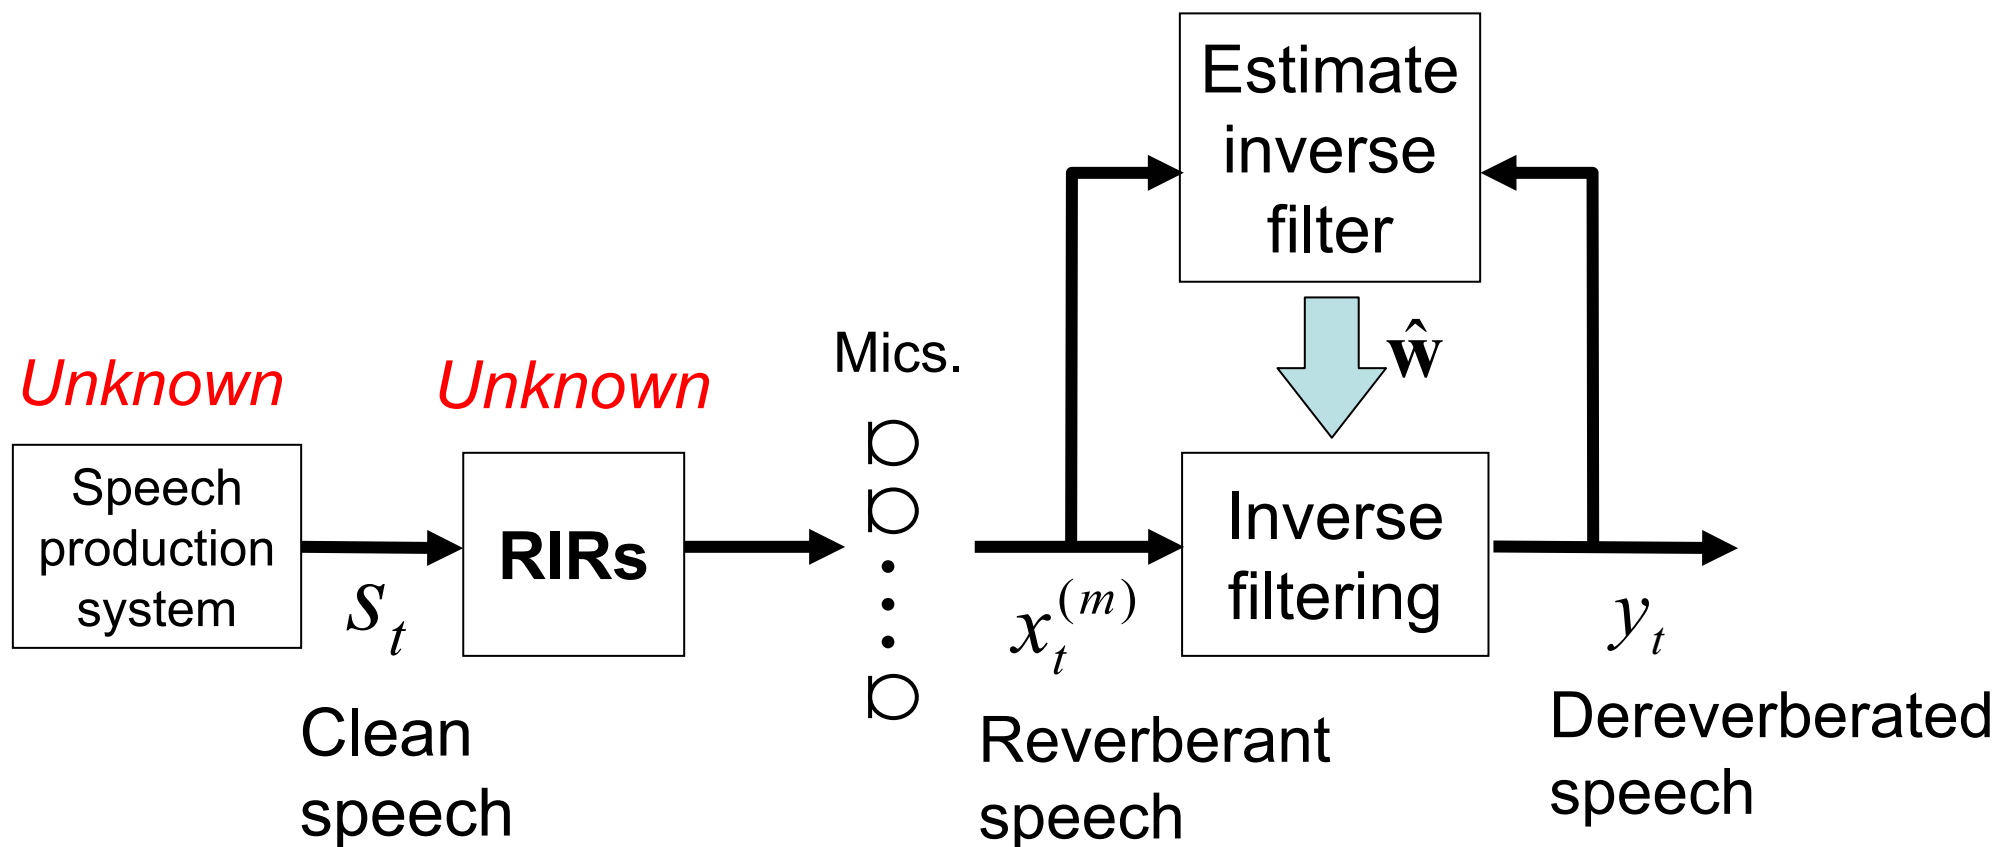 Estimate
inverse
filter
ŵ
Mics.
Unknown
Unknown
Speech
production
system
s_t
RIRs
x_t^(m)
Inverse
filtering
y_t
Clean
speech
Reverberant
speech
Dereverberated
speech